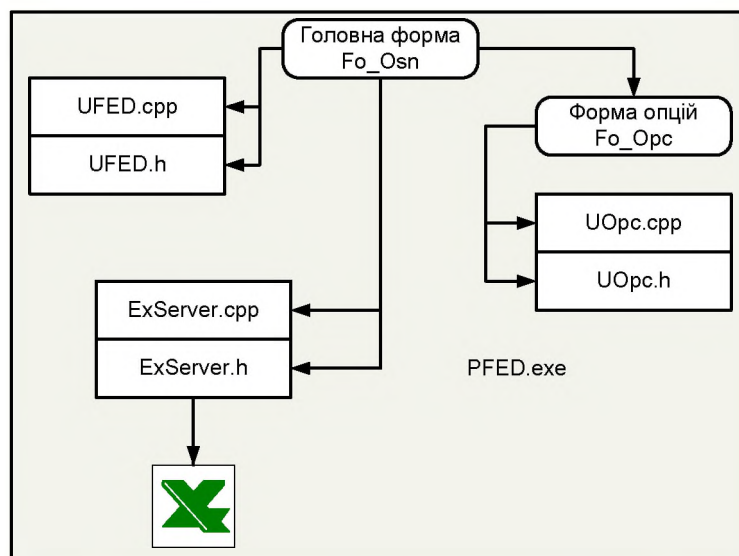 Головна форма
Fo_Osn
UFED.cpp
UFED.h
Форма опцій
Fo_Opc
UOpc.cpp
UOpc.h
ExServer.cpp
ExServer.h
PFED.exe